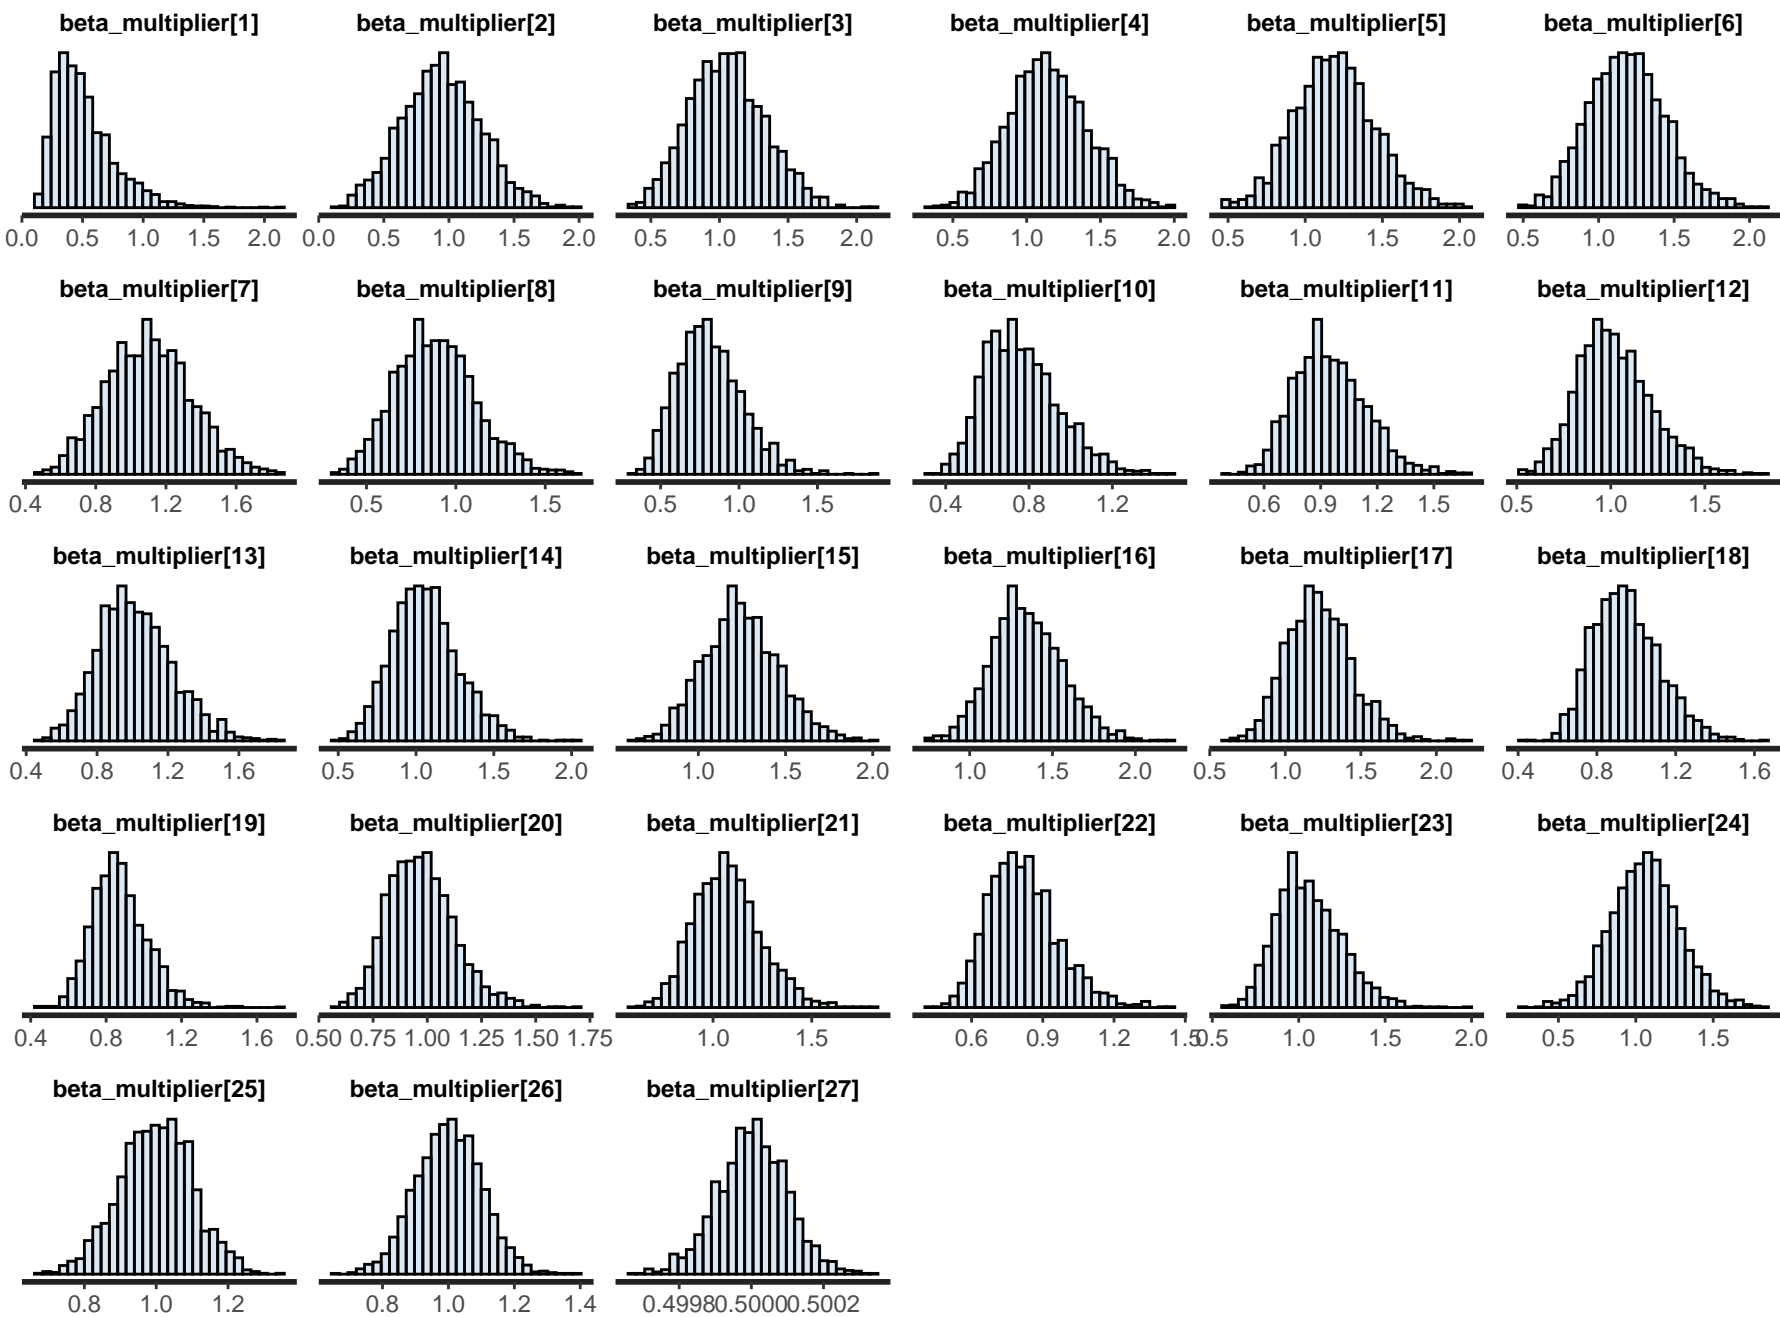 beta_multiplier[1] beta_multiplier[2] beta_multiplier[3] beta_multiplier[4] beta_multiplier[5] beta_multiplier[6]
0.0 0.5 1.0 1.5 2.0 0.0 0.5 1.0 1.5 2.0 0.5 1.0 1.5 2.0 0.5 1.0 1.5 2.0 0.5 1.0 1.5 2.0 0.5 1.0 1.5 2.0
beta_multiplier[7] beta_multiplier[8] beta_multiplier[9] beta_multiplier[10] beta_multiplier[11] beta_multiplier[12]
0.4 0.8 1.2 1.6 0.5 1.0 1.5 0.5 1.0 1.5 0.4 0.8 1.2 0.6 0.9 1.2 1.5 0.5 1.0 1.5
beta_multiplier[13] beta_multiplier[14] beta_multiplier[15] beta_multiplier[16] beta_multiplier[17] beta_multiplier[18]
0.4 0.8 1.2 1.6 0.5 1.0 1.5 2.0 1.0 1.5 2.0 1.0 1.5 2.0 0.5 1.0 1.5 2.0 0.4 0.8 1.2 1.6
beta_multiplier[19] beta_multiplier[20] beta_multiplier[21] beta_multiplier[22] beta_multiplier[23] beta_multiplier[24]
0.4 0.8 1.2 1.6 0.50 0.75 1.00 1.25 1.50 1.75 1.0 1.5 0.6 0.9 1.2 1.5 0.5 1.0 1.5 2.0 0.5 1.0 1.5
beta_multiplier[25] beta_multiplier[26] beta_multiplier[27]
0.8 1.0 1.2 0.8 1.0 1.2 1.4 0.4998 0.5000 0.5002